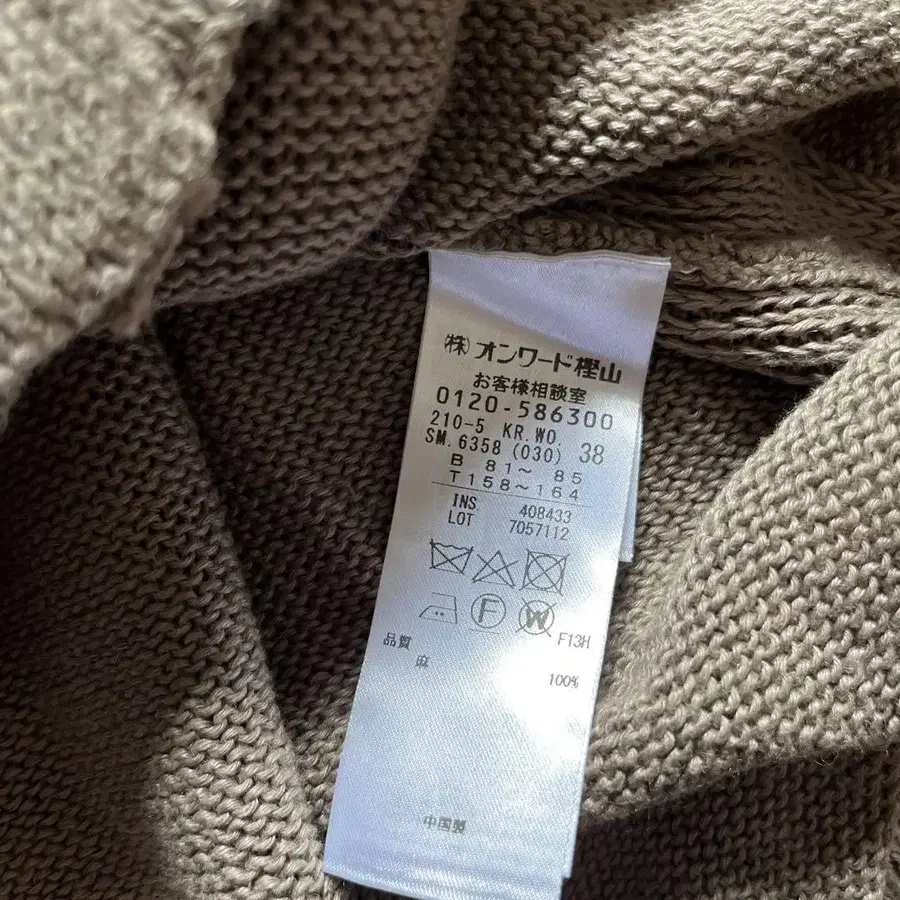 (株)オンワード樫山
お客様相談室
0120-586300
210-5 KR.WO. 38
SM.6358 (030)
B 81～ 85
T158～164
INS. 408433
LOT 7057112
F W
F13H
品質
麻
100%
中国製